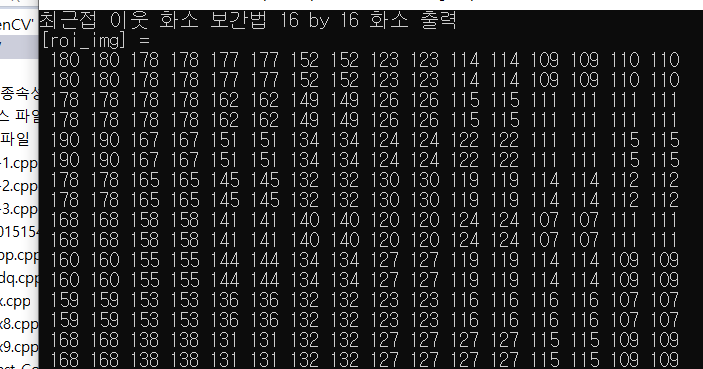 최근접 이웃 화소 보간법 16 by 16 화소 출력
[roi_img] =
180 180 178 178 177 177 152 152 123 123 114 114 109 109 110 110
180 180 178 178 177 177 152 152 123 123 114 114 109 109 110 110
178 178 178 178 162 162 149 149 126 126 115 115 111 111 111 111
178 178 178 178 162 162 149 149 126 126 115 115 111 111 111 111
190 190 167 167 151 151 134 134 124 124 122 122 111 111 115 115
190 190 167 167 151 151 134 134 124 124 122 122 111 111 115 115
178 178 165 165 145 145 132 132 130 130 119 119 114 114 112 112
178 178 165 165 145 145 132 132 130 130 119 119 114 114 112 112
168 168 158 158 141 141 140 140 120 120 124 124 107 107 111 111
168 168 158 158 141 141 140 140 120 120 124 124 107 107 111 111
160 160 155 155 144 144 134 134 127 127 119 119 114 114 109 109
160 160 155 155 144 144 134 134 127 127 119 119 114 114 109 109
159 159 153 153 136 136 132 132 123 123 116 116 116 116 107 107
159 159 153 153 136 136 132 132 123 123 116 116 116 116 107 107
168 168 138 138 131 131 132 132 127 127 127 127 115 115 109 109
168 168 138 138 131 131 132 132 127 127 127 127 115 115 109 109
enCV'
종속성
스 파일
파일
-1.cpp
-2.cpp
-3.cpp
015154
pp.cpp
dq.cpp
x.cpp
x8.cpp
x9.cpp